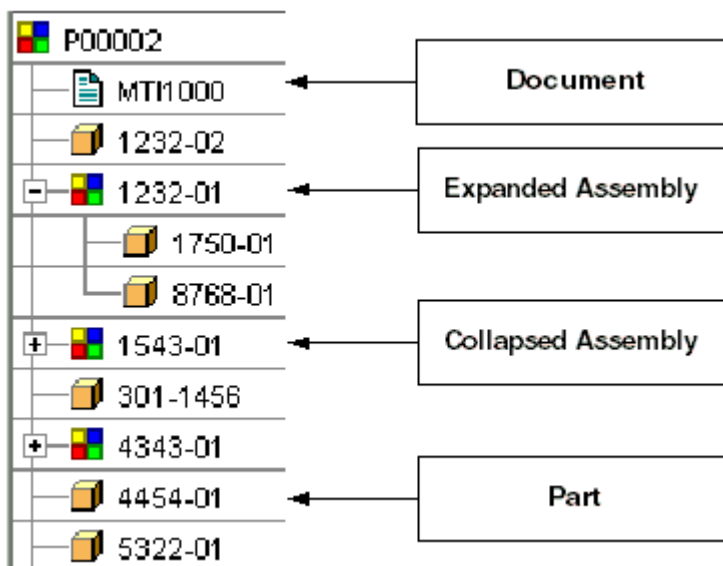 P00002
MTI1000
Document
1232-02
1232-01
Expanded Assembly
1750-01
8768-01
1543-01
Collapsed Assembly
301-1456
4343-01
4454-01
Part
5322-01